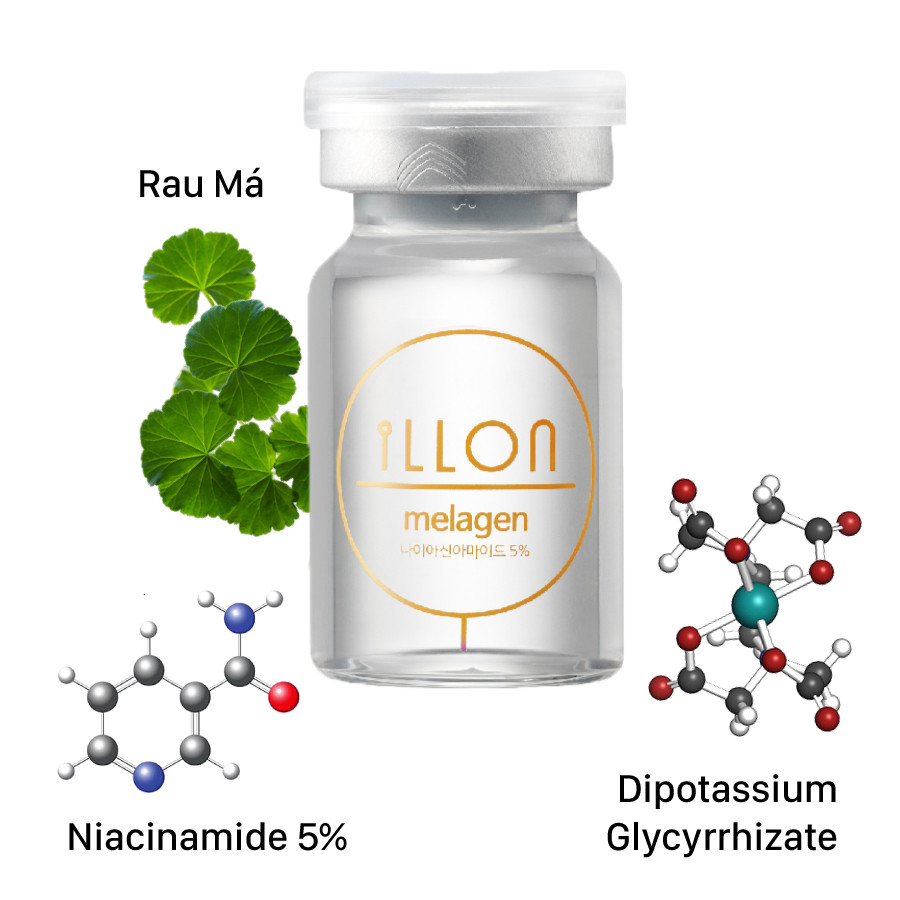 Rau Má
iLLON
melagen
나이아신아마이드 5%
Niacinamide 5%
Dipotassium
Glycyrrhizate